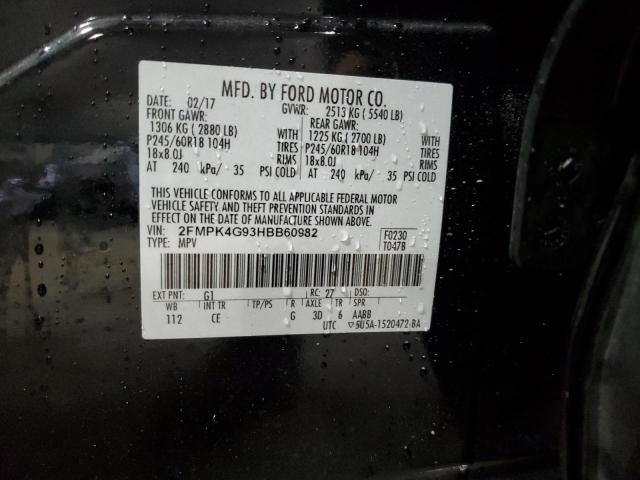 MFD. BY FORD MOTOR CO.
DATE: 02/17 GVWR: 2513 KG ( 5540 LB)
FRONT GAWR: REAR GAWR:
1306 KG ( 2880 LB) WITH 1225 KG ( 2700 LB) WITH
P245/60R18 104H TIRES P245/60R18 104H TIRES
18x8.0J RIMS 18x8.0J RIMS
AT 240 kPa/ 35 PSI COLD AT 240 kPa/ 35 PSI COLD
THIS VEHICLE CONFORMS TO ALL APPLICABLE FEDERAL MOTOR
VEHICLE SAFETY AND THEFT PREVENTION STANDARDS IN
EFFECT ON THE DATE OF MANUFACTURE SHOWN ABOVE.
VIN: 2FMPK4G93HBB60982 F0230
TYPE: MPV T047B
EXT PNT: G1 RC: 27
WB INT TR TP/PS R AXLE TR SPR
112 CE G 3D 6 AABB
UTC ▽5U5A-1520472-BA